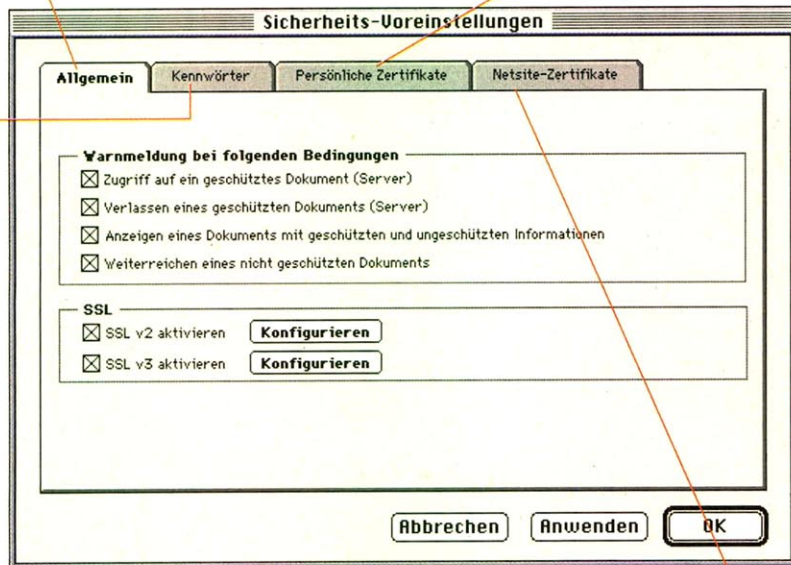 Sicherheits-Voreinstellungen
Allgemein
Kennwörter
Persönliche Zertifikate
Netsite-Zertifikate
Warnmeldung bei folgenden Bedingungen
Zugriff auf ein geschütztes Dokument (Server)
Verlassen eines geschützten Dokuments (Server)
Anzeigen eines Dokuments mit geschützten und ungeschützten Informationen
Weiterreichen eines nicht geschützten Dokuments
SSL
SSL v2 aktivieren Konfigurieren
SSL v3 aktivieren Konfigurieren
Abbrechen Anwenden OK